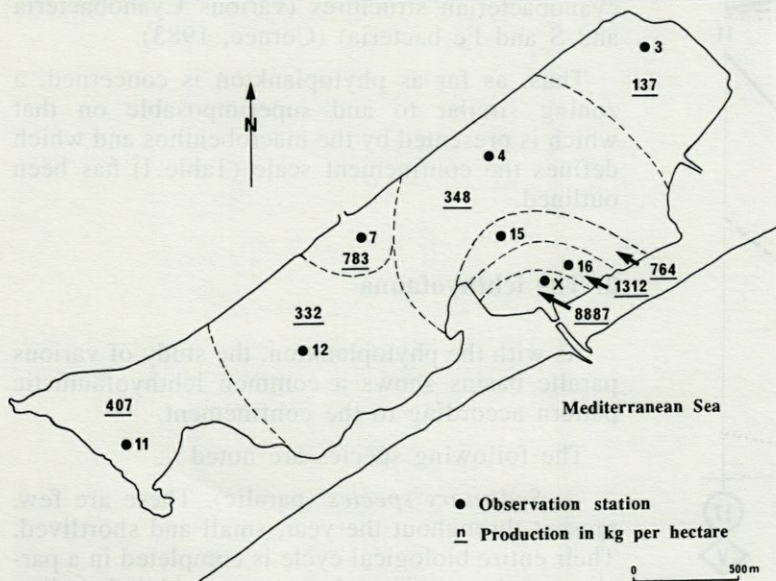 3
137
N
4
348
7
15
783
16
764
X
1312
332
8887
12
407
Mediterranean Sea
11
● Observation station
n Production in kg per hectare
0 500 m